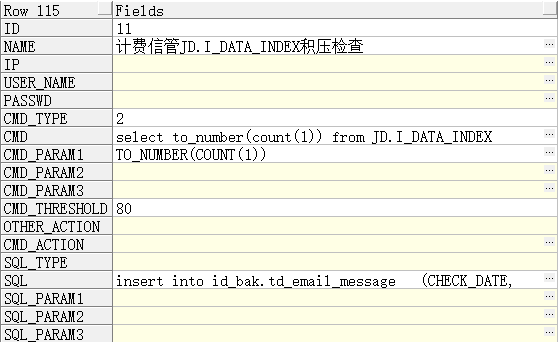 Row 115 Fields
ID 11
NAME 计费信管JD.I_DATA_INDEX积压检查
IP
USER_NAME
PASSWD
CMD_TYPE 2
CMD select to_number(count(1)) from JD.I_DATA_INDEX
CMD_PARAM1 TO_NUMBER(COUNT(1))
CMD_PARAM2
CMD_PARAM3
CMD_THRESHOLD 80
OTHER_ACTION
CMD_ACTION
SQL_TYPE
SQL insert into id_bak.td_email_message (CHECK_DATE,
SQL_PARAM1
SQL_PARAM2
SQL_PARAM3